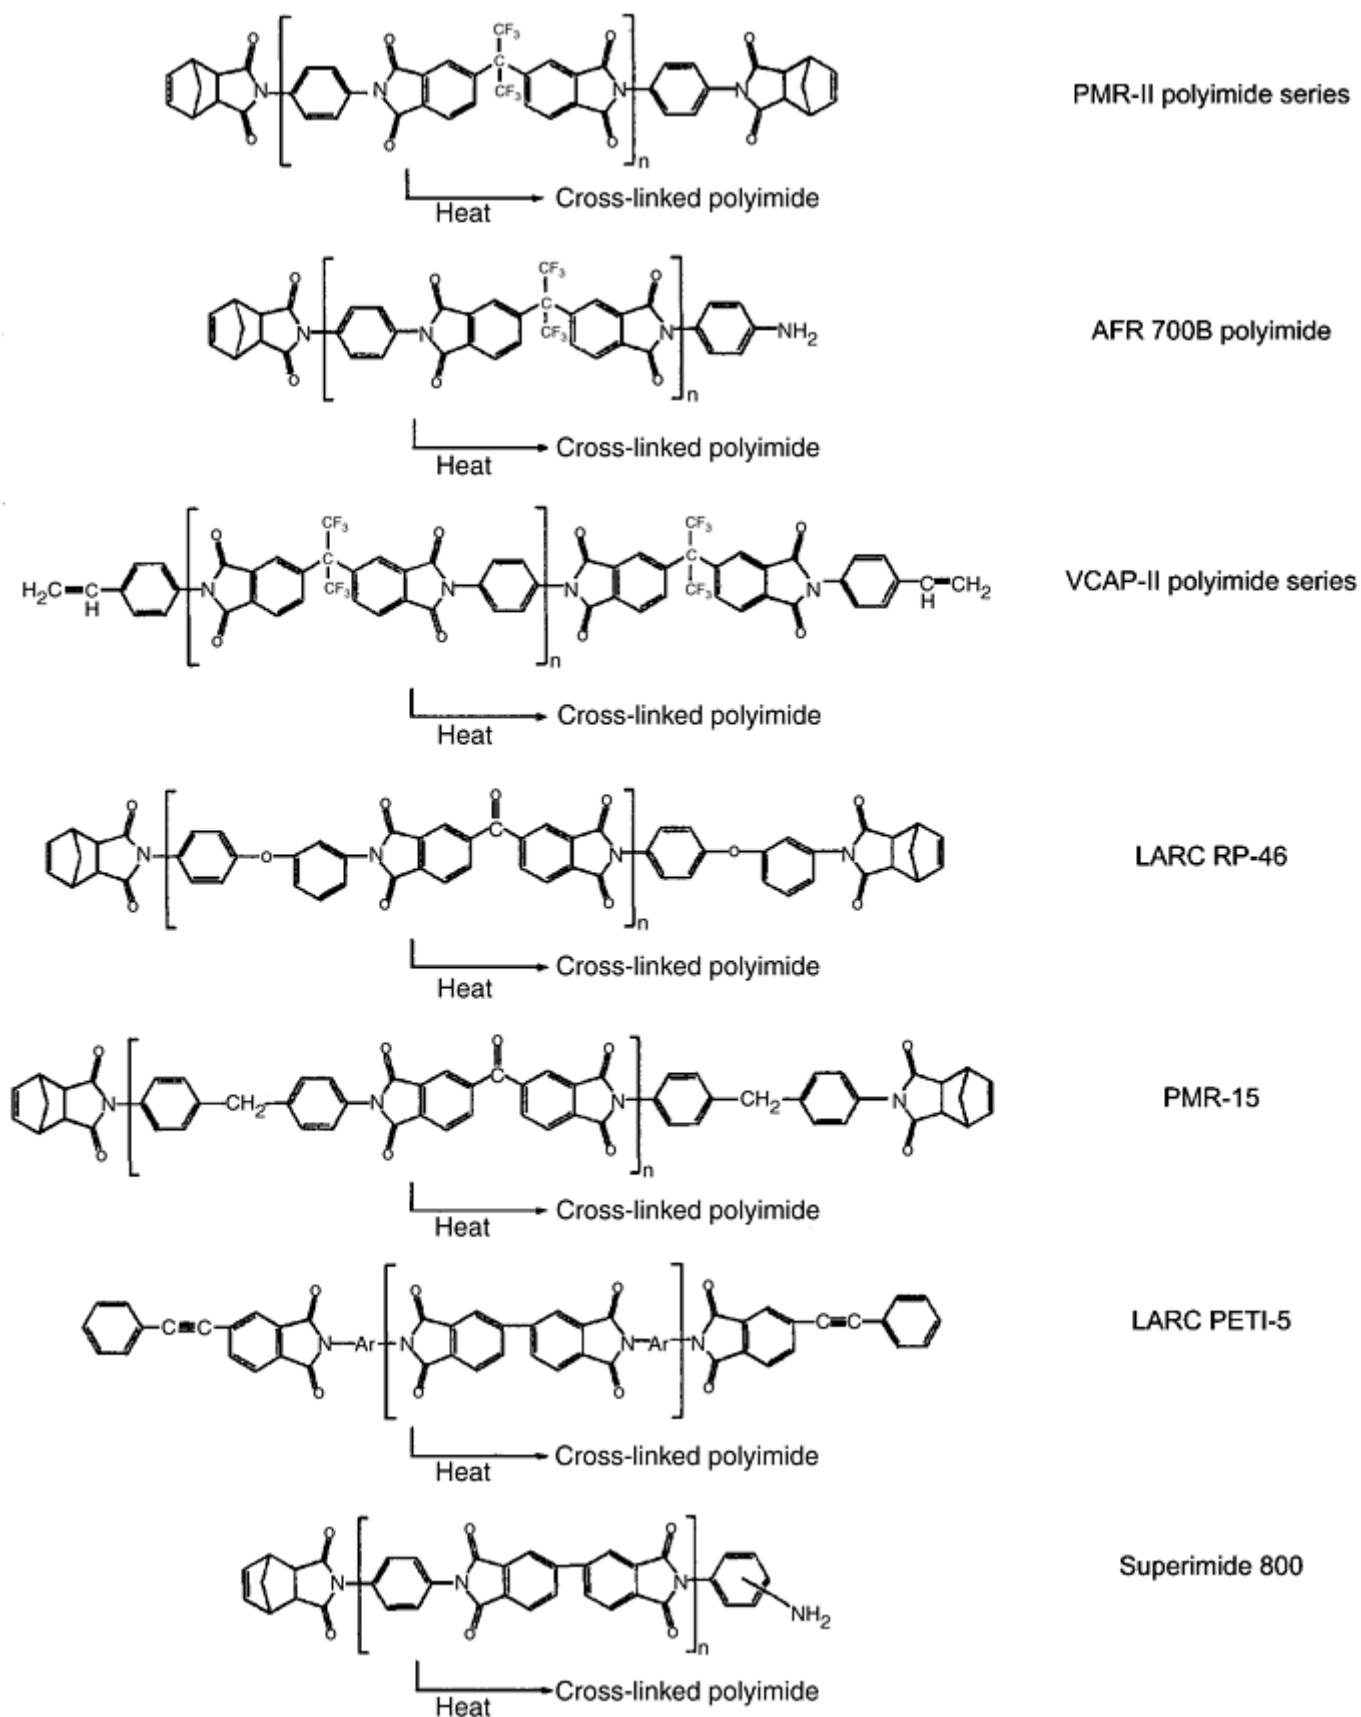 O CF₃ O O O
C
N N CF₃ N N
O O O O
n
PMR-II polyimide series
Heat Cross-linked polyimide
O O CF₃ O
C
N N CF₃ N NH₂
O O O
n
AFR 700B polyimide
Heat Cross-linked polyimide
O CF₃ O O CF₃ O
C C
H₂C C H N CF₃ N N CF₃ N C H CH₂
O O O O
n
VCAP-II polyimide series
Heat Cross-linked polyimide
O O O O O
C
N O N N O N
O O O O
n
LARC RP-46
Heat Cross-linked polyimide
O O O O O
C
N CH₂ N N CH₂ N
O O O O
n
PMR-15
Heat Cross-linked polyimide
O O O O
C C N Ar N N Ar N C C
O O O O
LARC PETI-5
Heat Cross-linked polyimide
O O O
N N N
O O O NH₂
n
Superimide 800
Heat Cross-linked polyimide